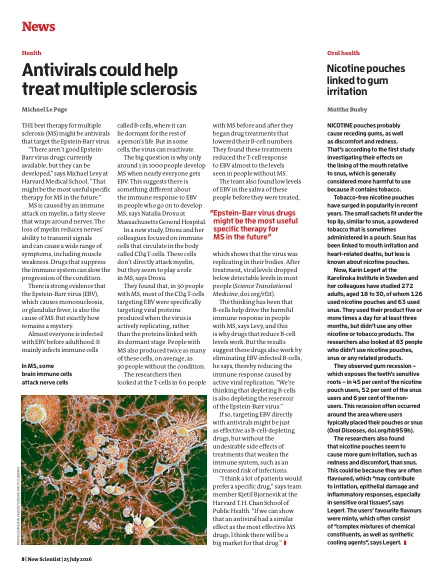 News
Health
Antivirals could help
treat multiple sclerosis
Michael Le Page
THE best therapy for multiple
sclerosis (MS) might be antivirals
that target the Epstein-Barr virus.
"There aren't good Epstein-
Barr virus drugs currently
available, but they can be
developed," says Michael Levy at
Harvard Medical School. "That
might be the most useful specific
therapy for MS in the future."
MS is caused by an immune
attack on myelin, a fatty sleeve
that wraps around nerves. The
loss of myelin reduces nerves'
ability to transmit signals
and can cause a wide range of
symptoms, including muscle
weakness. Drugs that suppress
the immune system can slow the
progression of the condition.
There is strong evidence that
the Epstein-Barr virus (EBV),
which causes mononucleosis,
or glandular fever, is also the
cause of MS. But exactly how
remains a mystery.
Almost everyone is infected
with EBV before adulthood. It
mainly infects immune cells
In MS, some
brain immune cells
attack nerve cells
called B-cells, where it can
lie dormant for the rest of
a person's life. But in some
cells, the virus can reactivate.
The big question is why only
around 1 in 1000 people develop
MS when nearly everyone gets
EBV. This suggests there is
something different about
the immune response to EBV
in people who go on to develop
MS, says Natalia Drosu at
Massachusetts General Hospital.
In a new study, Drosu and her
colleagues focused on immune
cells that circulate in the body
called CD4 T-cells. These cells
don't directly attack myelin,
but they seem to play a role
in MS, says Drosu.
They found that, in 30 people
with MS, most of the CD4 T-cells
targeting EBV were specifically
targeting viral proteins
produced when the virus is
actively replicating, rather
than the proteins linked with
its dormant stage. People with
MS also produced twice as many
of these cells, on average, as
30 people without the condition.
The researchers then
looked at the T-cells in 60 people
with MS before and after they
began drug treatments that
lowered their B-cell numbers.
They found these treatments
reduced the T-cell response
to EBV almost to the levels
seen in people without MS.
The team also found low levels
of EBV in the saliva of these
people before they were treated,
"Epstein-Barr virus drugs
might be the most useful
specific therapy for
MS in the future"
which shows that the virus was
replicating in their bodies. After
treatment, viral levels dropped
below detectable levels in most
people (Science Translational
Medicine,
The thinking has been that
B-cells help drive the harmful
immune response in people
with MS, says Levy, and this
is why drugs that reduce B-cell
levels work. But the results
suggest these drugs also work by
eliminating EBV-infected B-cells,
he says, thereby reducing the
immune response caused by
active viral replication. "We're
thinking that depleting B-cells
is also depleting the reservoir
of the Epstein-Barr virus."
If so, targeting EBV directly
with antivirals might be just
as effective as B-cell-depleting
drugs, but without the
undesirable side effects of
treatments that weaken the
immune system, such as an
increased risk of infections.
"I think a lot of patients would
prefer a specific drug," says team
member Kjetil Bjornevik at the
Harvard T.H. Chan School of
Public Health. "If we can show
that an antiviral had a similar
effect as the most effective MS
drugs, I think there will be a
big market for that drug."
Oral health
Nicotine pouches
linked to gum
irritation
Mattha Busby
NICOTINE pouches probably
cause receding gums, as well
as discomfort and redness.
That's according to the first study
investigating their effects on
the lining of the mouth relative
to snus, which is generally
considered more harmful to use
because it contains tobacco.
Tobacco-free nicotine pouches
have surged in popularity in recent
years. The small sachets fit under the
top lip, similar to snus, a powdered
tobacco that is sometimes
administered in a pouch. Snus has
been linked to mouth irritation and
heart-related deaths, but less is
known about nicotine pouches.
Now, Karin Legert at the
Karolinska Institute in Sweden and
her colleagues have studied 272
adults, aged 18 to 30, of whom 126
used nicotine pouches and 63 used
snus. They used their product five or
more times a day for at least three
months, but didn't use any other
nicotine or tobacco products. The
researchers also looked at 83 people
who didn't use nicotine pouches,
snus or any related products.
They observed gum recession –
which exposes the teeth's sensitive
roots – in 45 per cent of the nicotine
pouch users, 52 per cent of the snus
users and 6 per cent of the non-
users. This recession often occurred
around the area where users
typically placed their pouches or snus
(Oral Diseases, doi.org/hb959h).
The researchers also found
that nicotine pouches seem to
cause more gum irritation, such as
redness and discomfort, than snus.
This could be because they are often
flavoured, which "may contribute
to irritation, epithelial damage and
inflammatory responses, especially
in sensitive oral tissues", says
Legert. The users' favourite flavours
were minty, which often consist
of "complex mixtures of chemical
constituents, as well as synthetic
cooling agents", says Legert.
8 | New Scientist | 25 July 2026